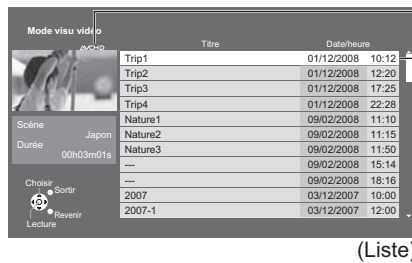 Mode visu vidéo
AVCHD
Titre Date/heure
Trip1 01/12/2008 10:12
Trip2 01/12/2008 12:20
Trip3 01/12/2008 17:25
Trip4 01/12/2008 22:28
Nature1 09/02/2008 11:10
Nature2 09/02/2008 11:15
Nature3 09/02/2008 11:50
--- 09/02/2008 15:14
--- 09/02/2008 18:16
2007 03/12/2007 10:00
2007-1 03/12/2007 12:00
Scène
Japon
Durée
00h03m01s
Choisir
Sortir
Revenir
Lecture
(Liste)